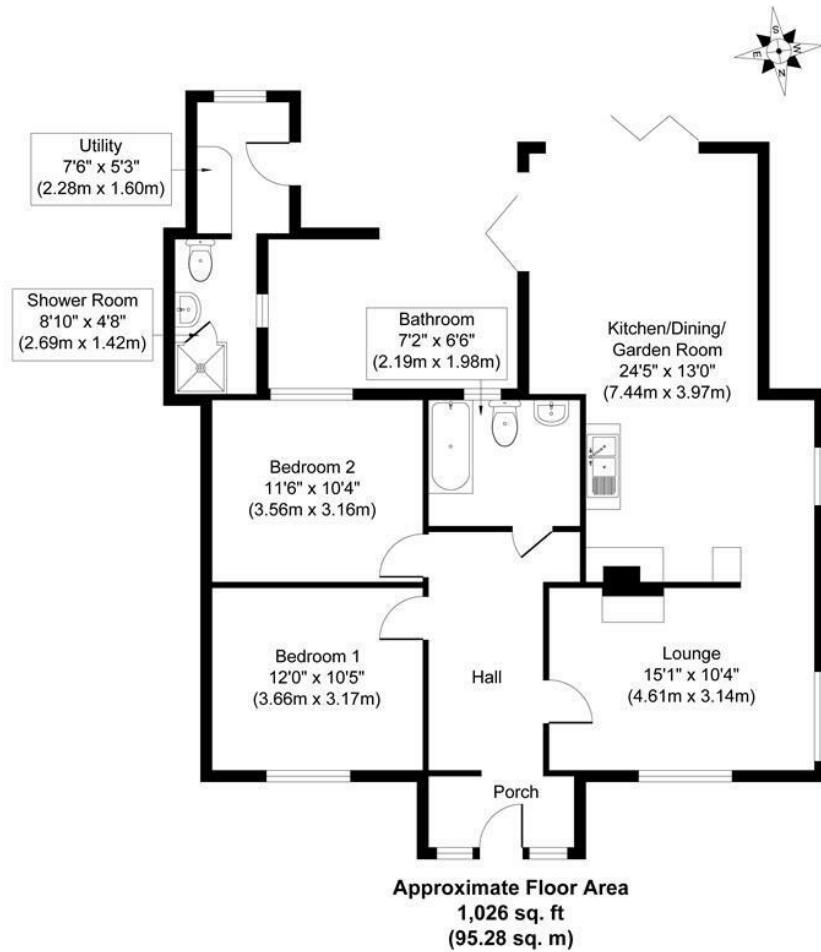 S
E
W
N
Utility
7'6" x 5'3"
(2.28m x 1.60m)
Shower Room
8'10" x 4'8"
(2.69m x 1.42m)
Bathroom
7'2" x 6'6"
(2.19m x 1.98m)
Kitchen/Dining/
Garden Room
24'5" x 13'0"
(7.44m x 3.97m)
Bedroom 2
11'6" x 10'4"
(3.56m x 3.16m)
Bedroom 1
12'0" x 10'5"
(3.66m x 3.17m)
Hall
Lounge
15'1" x 10'4"
(4.61m x 3.14m)
Porch
Approximate Floor Area
1,026 sq. ft
(95.28 sq. m)